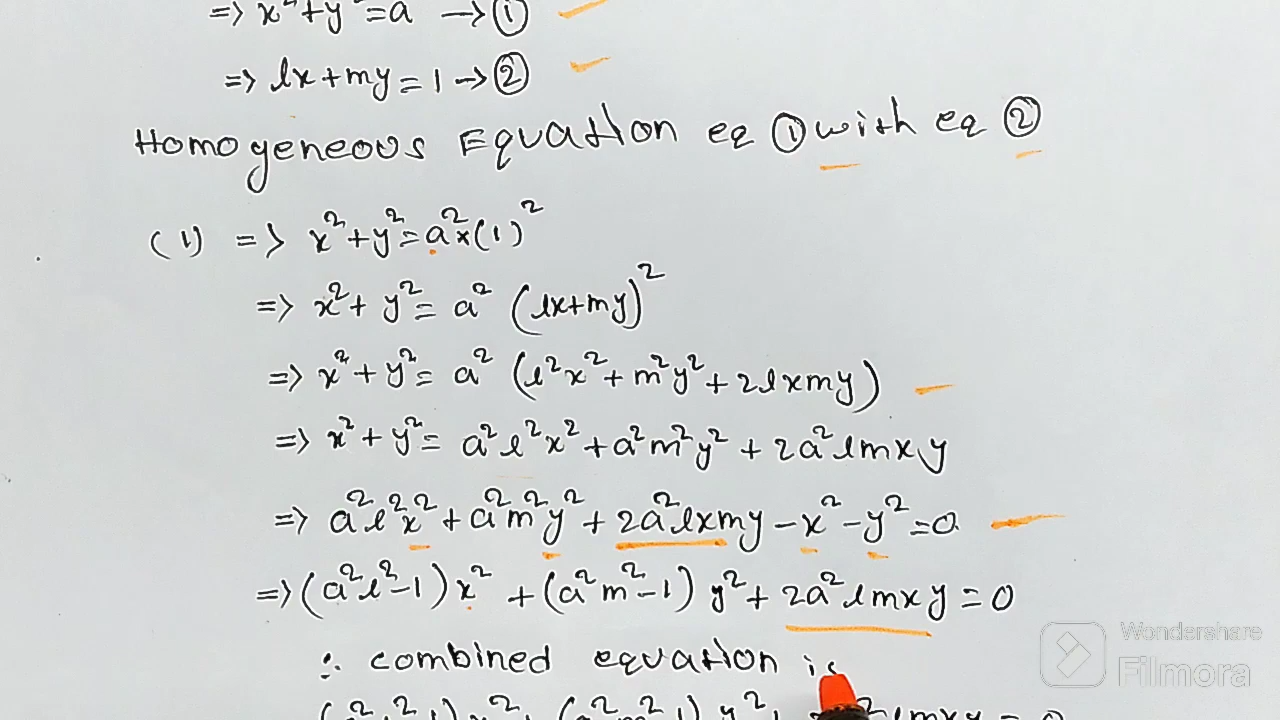 => x²+y²=a → ①
=> lx+my=1 → ②
Homogeneous Equation eq ① with eq ②
(1) => x²+y²=a²×(1)²
=> x²+y²= a² (lx+my)²
=> x²+y²= a² (l²x²+m²y²+2lxmy)
=> x²+y²= a²l²x²+a²m²y²+2a²lmxy
=> a²l²x²+a²m²y²+2a²lxmy-x²-y²=0
=> (a²l²-1)x²+(a²m²-1)y²+2a²lmxy=0
∴ combined equation is
Wondershare
Filmora